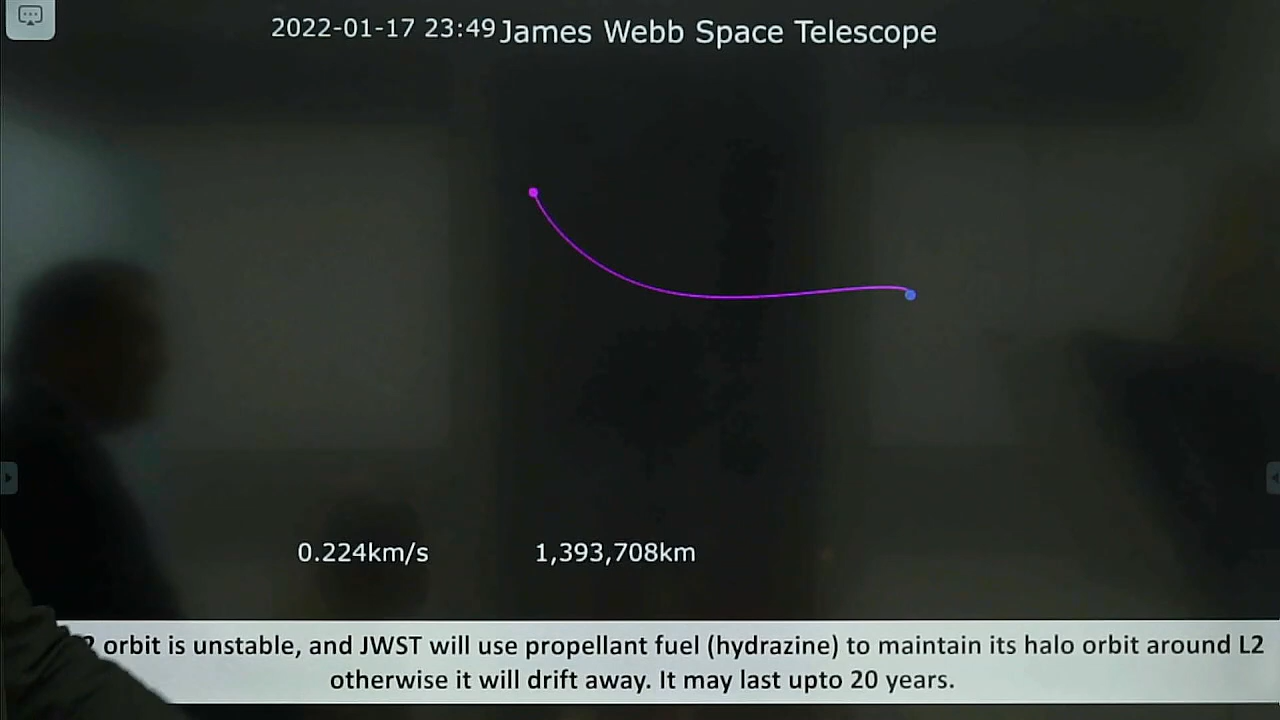 2022-01-17 23:49 James Webb Space Telescope
0.224km/s 1,393,708km
orbit is unstable, and JWST will use propellant fuel (hydrazine) to maintain its halo orbit around L2
otherwise it will drift away. It may last upto 20 years.